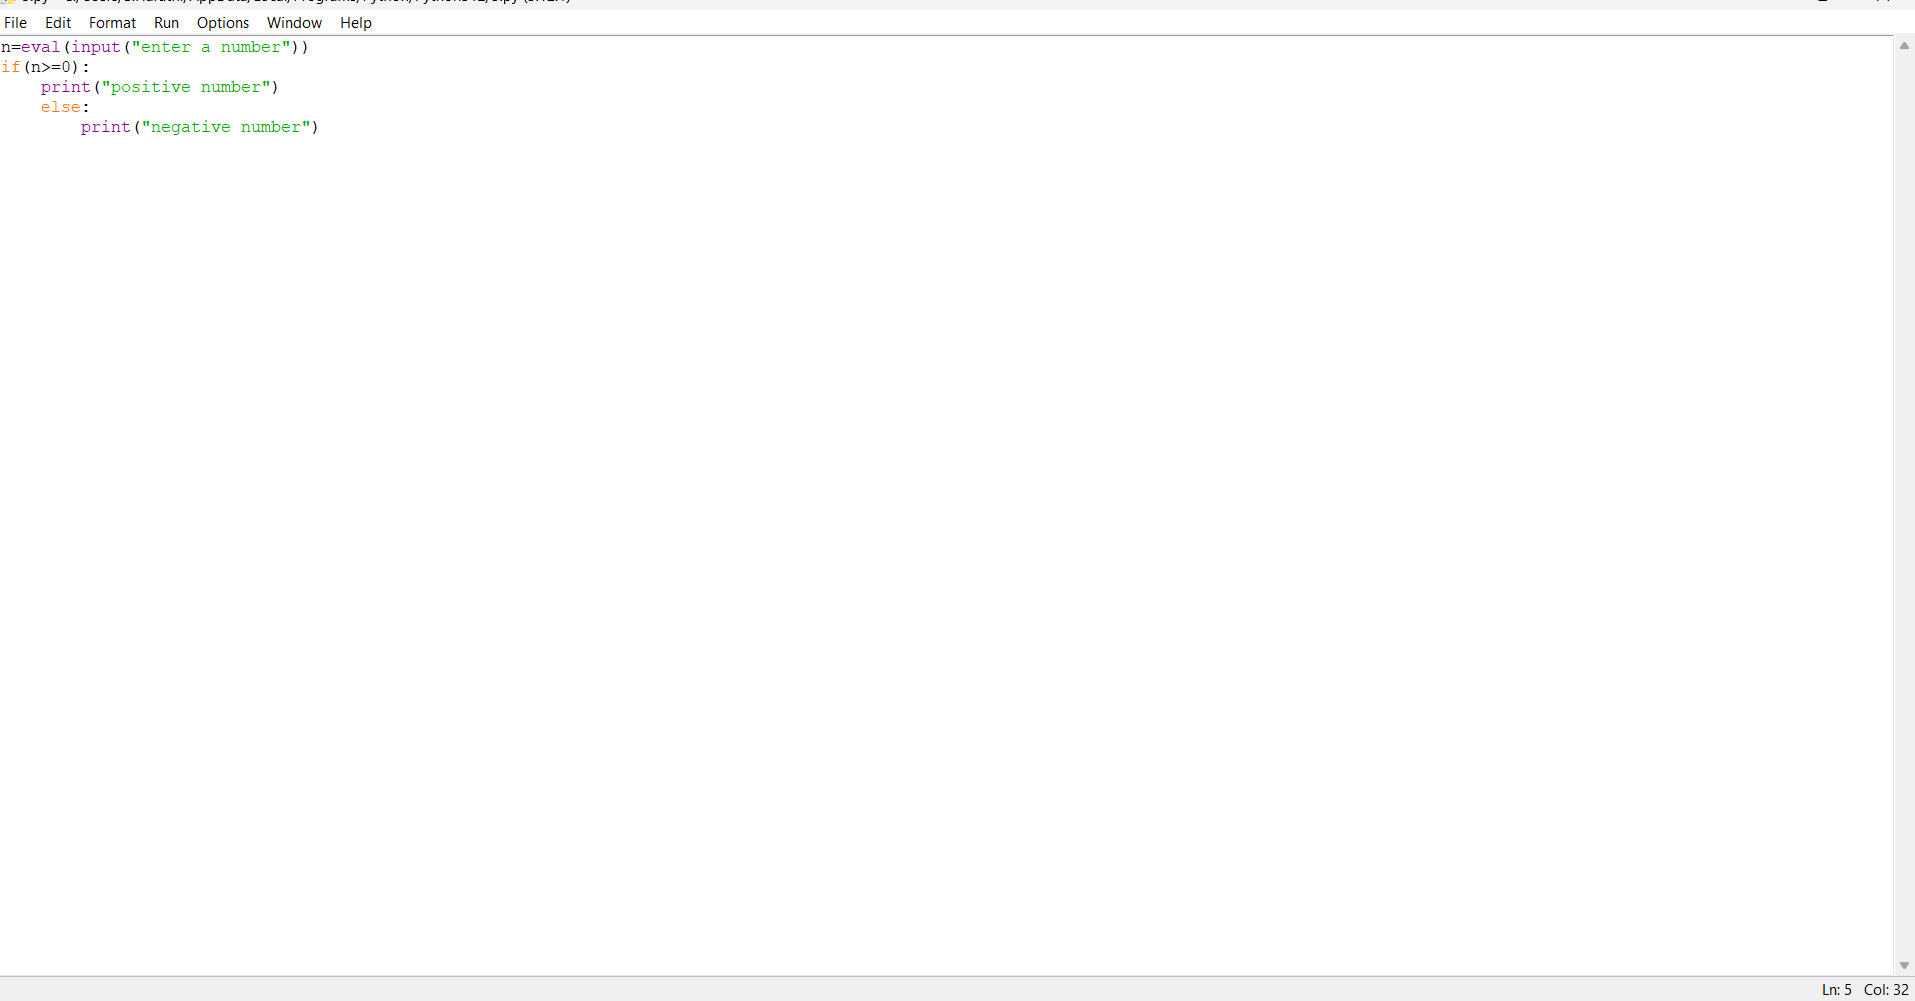 File Edit Format Run Options Window Help
n=eval(input("enter a number"))
if(n>=0):
    print("positive number")
    else:
        print("negative number")
Ln: 5 Col: 32